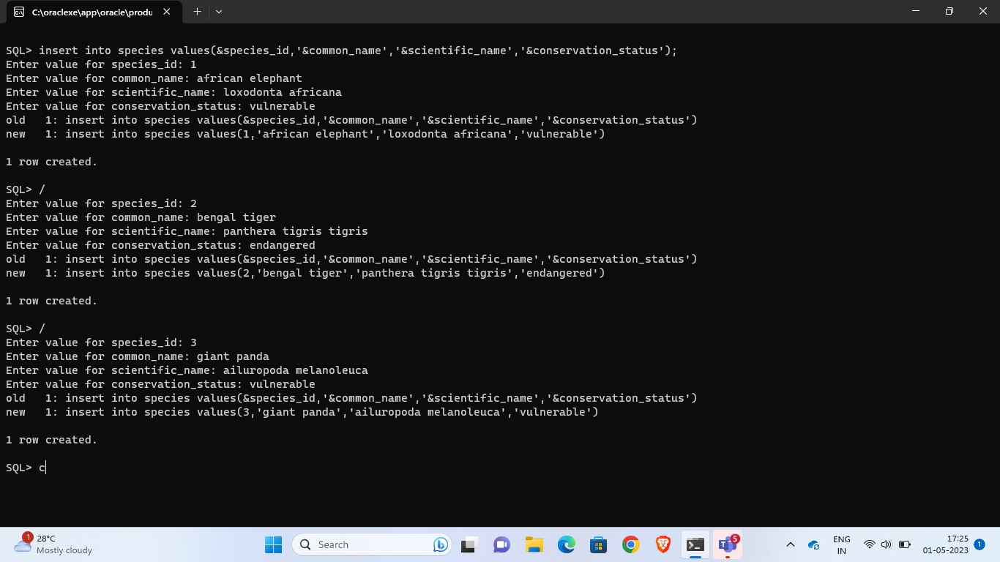 C:\oraclexe\app\oracle\produ
SQL> insert into species values(&species_id,'&common_name','&scientific_name','&conservation_status');
Enter value for species_id: 1
Enter value for common_name: african elephant
Enter value for scientific_name: loxodonta africana
Enter value for conservation_status: vulnerable
old   1: insert into species values(&species_id,'&common_name','&scientific_name','&conservation_status')
new   1: insert into species values(1,'african elephant','loxodonta africana','vulnerable')
1 row created.
SQL> /
Enter value for species_id: 2
Enter value for common_name: bengal tiger
Enter value for scientific_name: panthera tigris tigris
Enter value for conservation_status: endangered
old   1: insert into species values(&species_id,'&common_name','&scientific_name','&conservation_status')
new   1: insert into species values(2,'bengal tiger','panthera tigris tigris','endangered')
1 row created.
SQL> /
Enter value for species_id: 3
Enter value for common_name: giant panda
Enter value for scientific_name: ailuropoda melanoleuca
Enter value for conservation_status: vulnerable
old   1: insert into species values(&species_id,'&common_name','&scientific_name','&conservation_status')
new   1: insert into species values(3,'giant panda','ailuropoda melanoleuca','vulnerable')
1 row created.
SQL> c
1
28°C
Mostly cloudy
Search
5
ENG
IN
17:25
01-05-2023
1